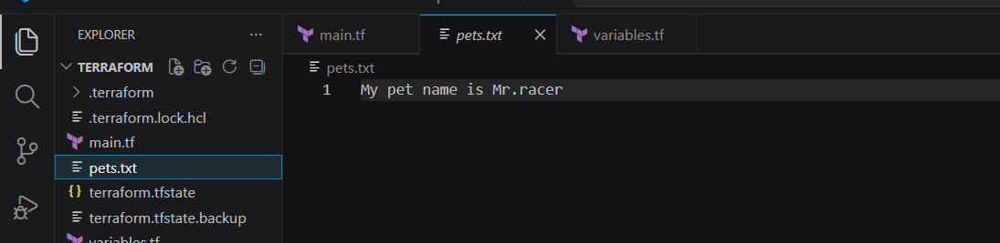 EXPLORER
TERRAFORM
.terraform
.terraform.lock.hcl
main.tf
pets.txt
terraform.tfstate
terraform.tfstate.backup
variables.tf
main.tf
pets.txt
variables.tf
pets.txt
1 My pet name is Mr.racer